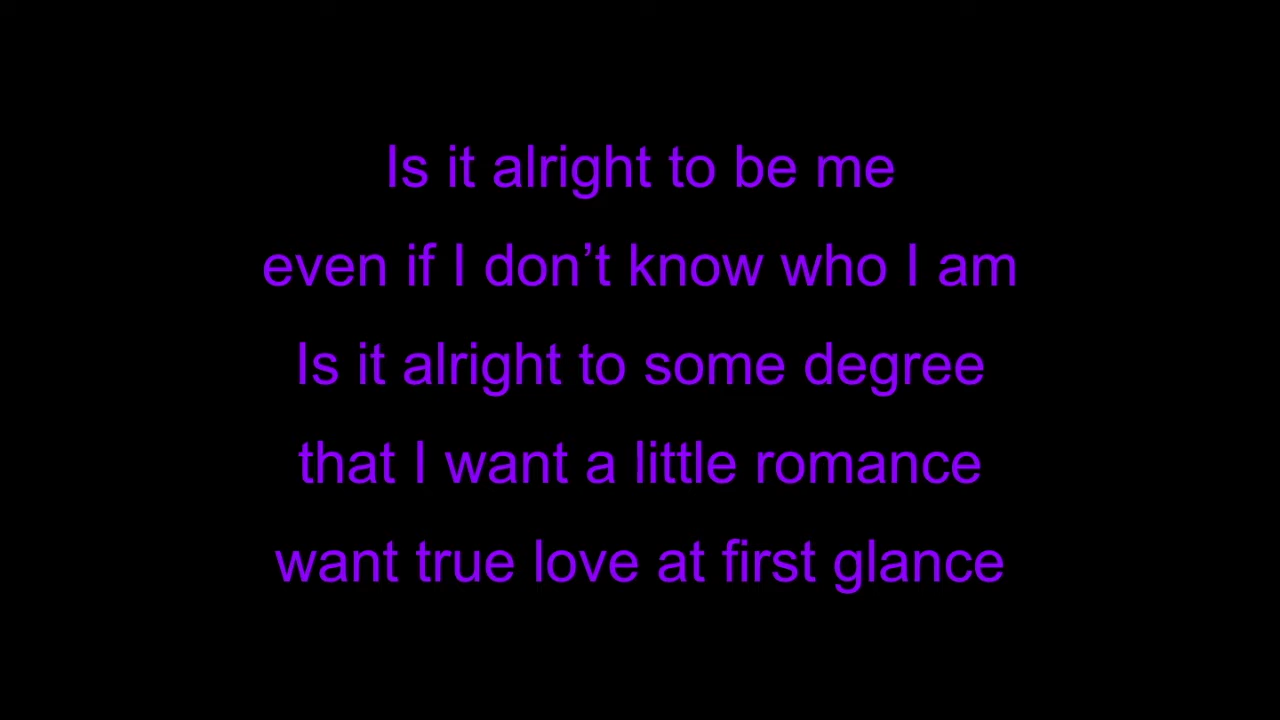 Is it alright to be me
even if I don’t know who I am
Is it alright to some degree
that I want a little romance
want true love at first glance